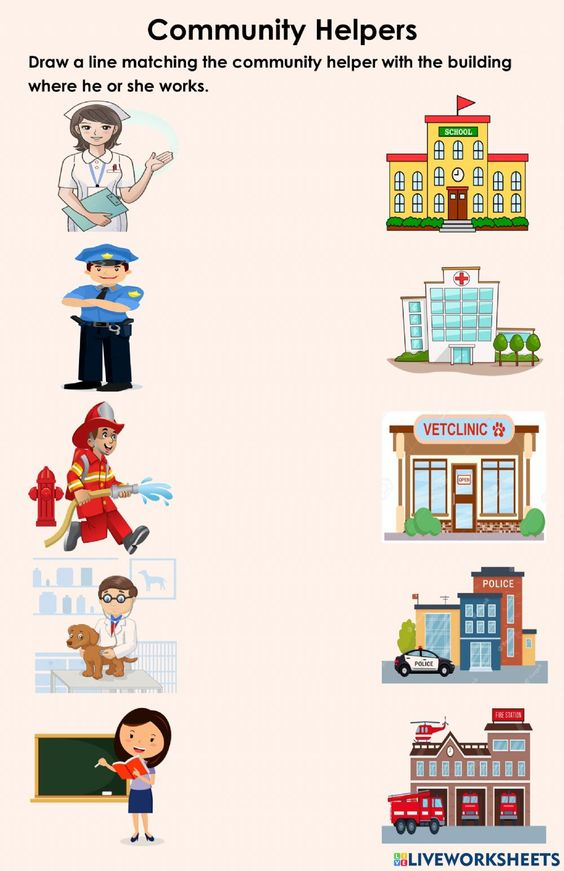 Community Helpers
Draw a line matching the community helper with the building
where he or she works.
SCHOOL
VETCLINIC
OPEN
POLICE
POLICE
FIRE STATION
LIVE LIVEWORKSHEETS